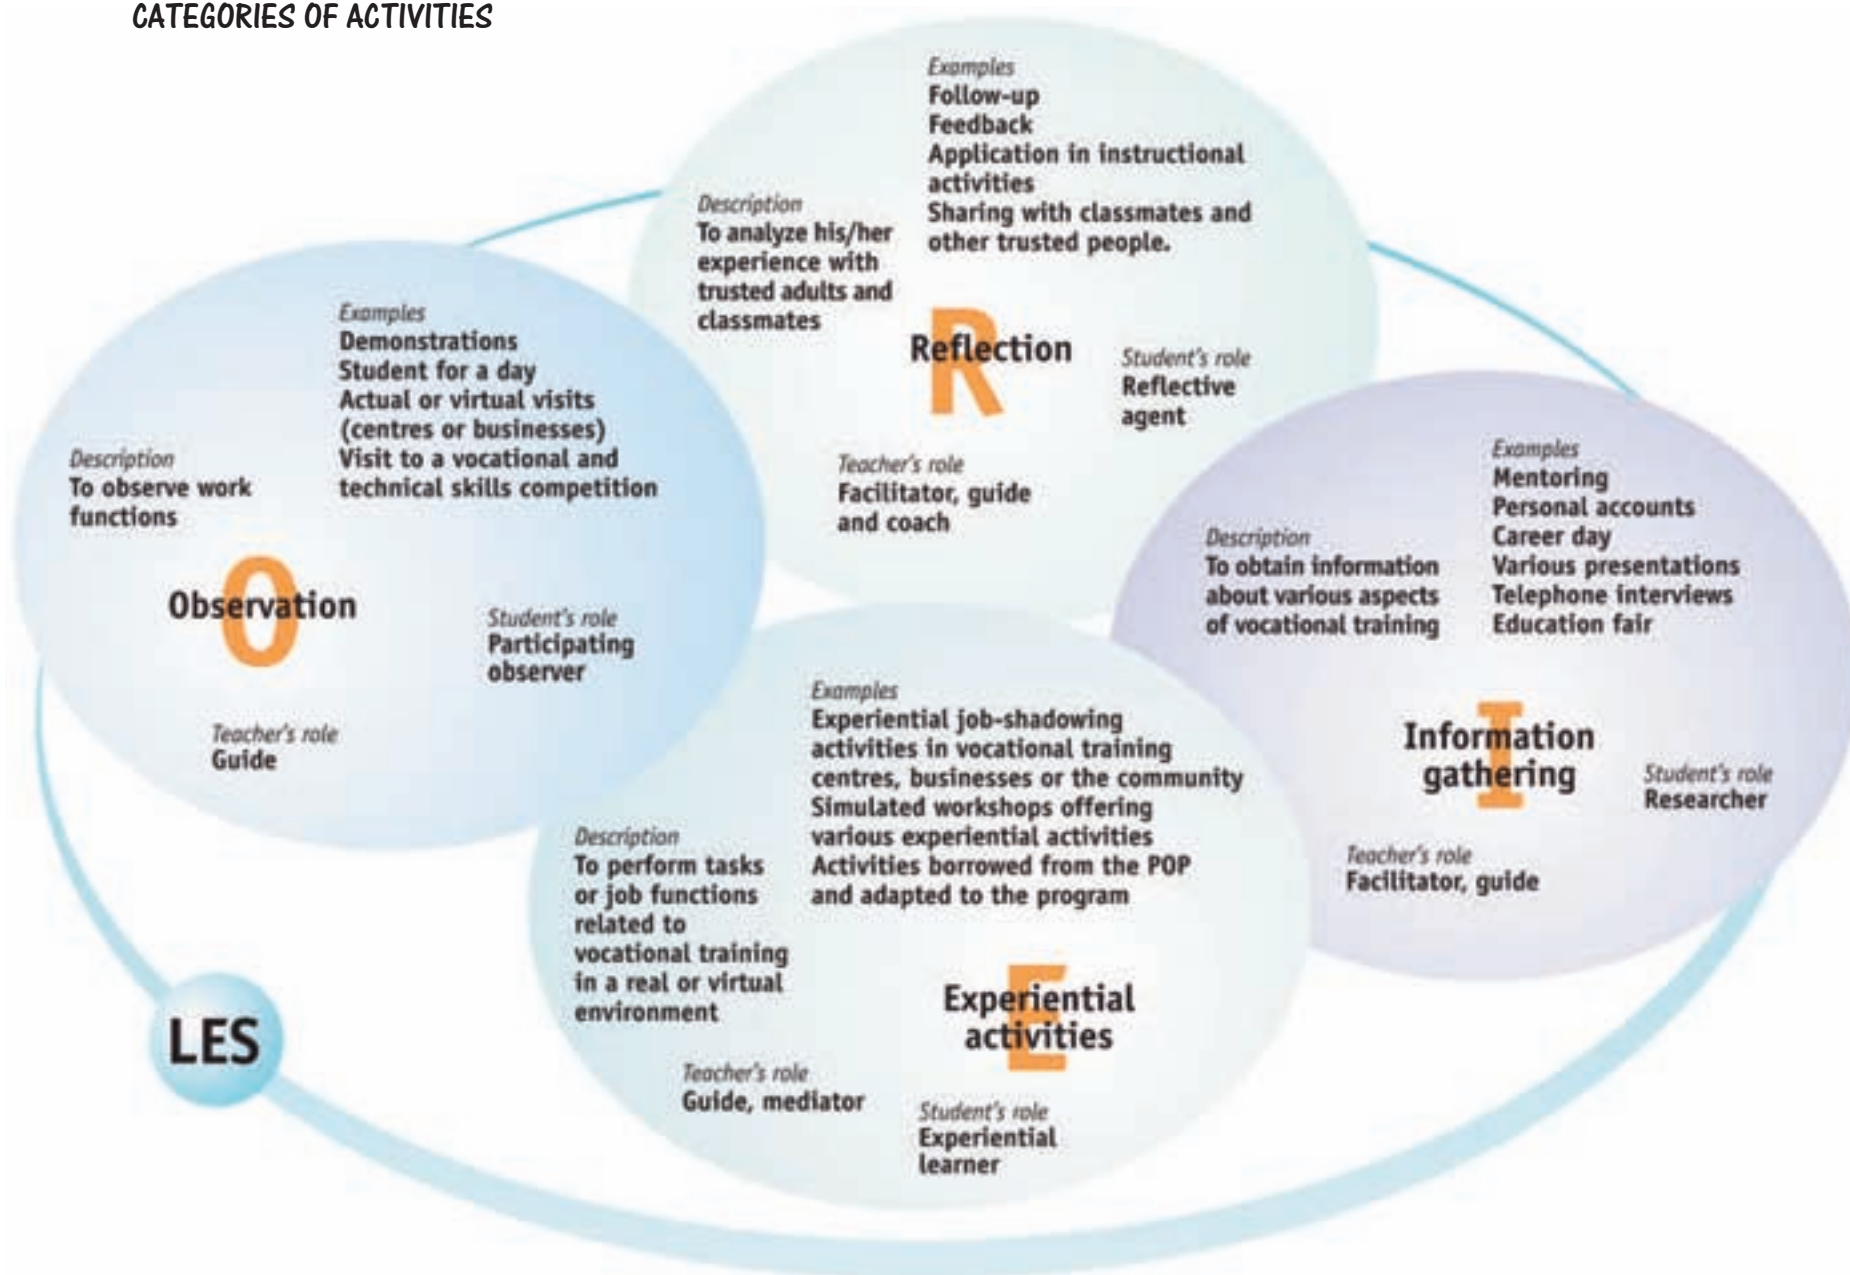 CATEGORIES OF ACTIVITIES
Examples
Follow-up
Feedback
Application in instructional
activities
Sharing with classmates and
other trusted people.
Description
To analyze his/her
experience with
trusted adults and
classmates
R
Reflection
Student's role
Reflective
agent
Teacher's role
Facilitator, guide
and coach
Examples
Demonstrations
Student for a day
Actual or virtual visits
(centres or businesses)
Visit to a vocational and
technical skills competition
Description
To observe work
functions
O
Observation
Student's role
Participating
observer
Teacher's role
Guide
Examples
Mentoring
Personal accounts
Career day
Various presentations
Telephone interviews
Education fair
Description
To obtain information
about various aspects
of vocational training
I
Information
gathering
Student's role
Researcher
Teacher's role
Facilitator, guide
Examples
Experiential job-shadowing
activities in vocational training
centres, businesses or the community
Simulated workshops offering
various experiential activities
Activities borrowed from the POP
and adapted to the program
Description
To perform tasks
or job functions
related to
vocational training
in a real or virtual
environment
E
Experiential
activities
Teacher's role
Guide, mediator
Student's role
Experiential
learner
LES